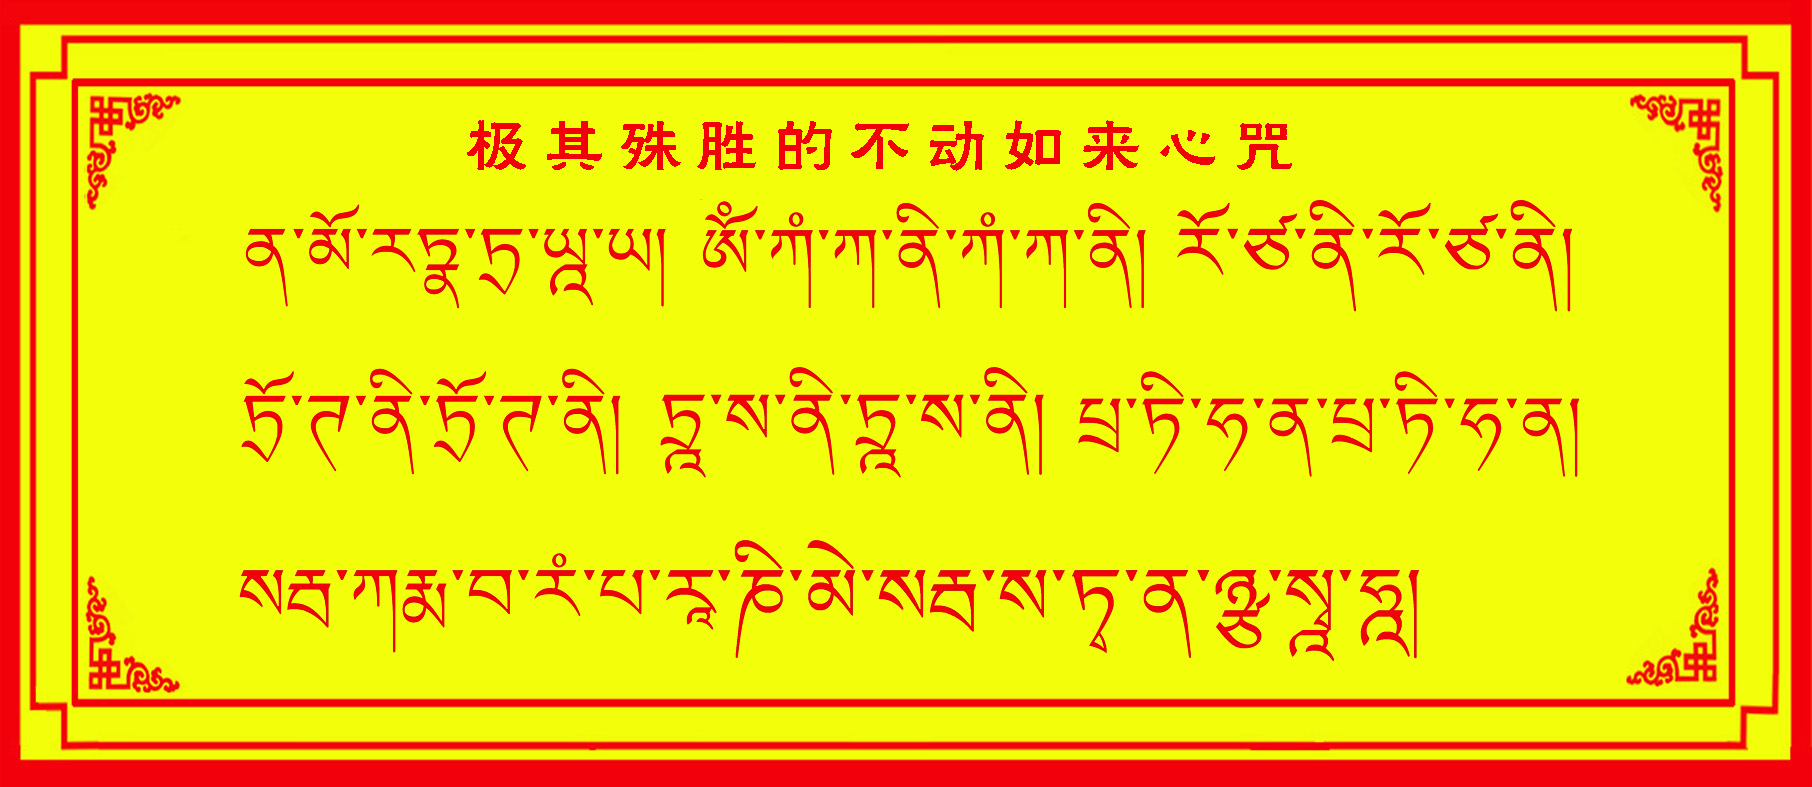 极其殊胜的不动如来心咒
ན་མོ་རཏྣ་ཏྲ་ཡཱ་ཡ། ཨོཾ་ཀཾ་ཀ་ནི་ཀཾ་ཀ་ནི། རོ་ཙ་ནི་རོ་ཙ་ནི།
ཏྲོ་ཊ་ནི་ཏྲོ་ཊ་ནི། ཏྲཱ་ས་ནི་ཏྲཱ་ས་ནི། པྲ་ཏི་ཧ་ན་པྲ་ཏི་ཧ་ན།
སརྦ་ཀརྨ་བ་རཾ་པ་རཱ་ཎི་མེ་སརྦ་ས་ཏྭ་ན་ཉྩ་སྭཱ་ཧཱ།